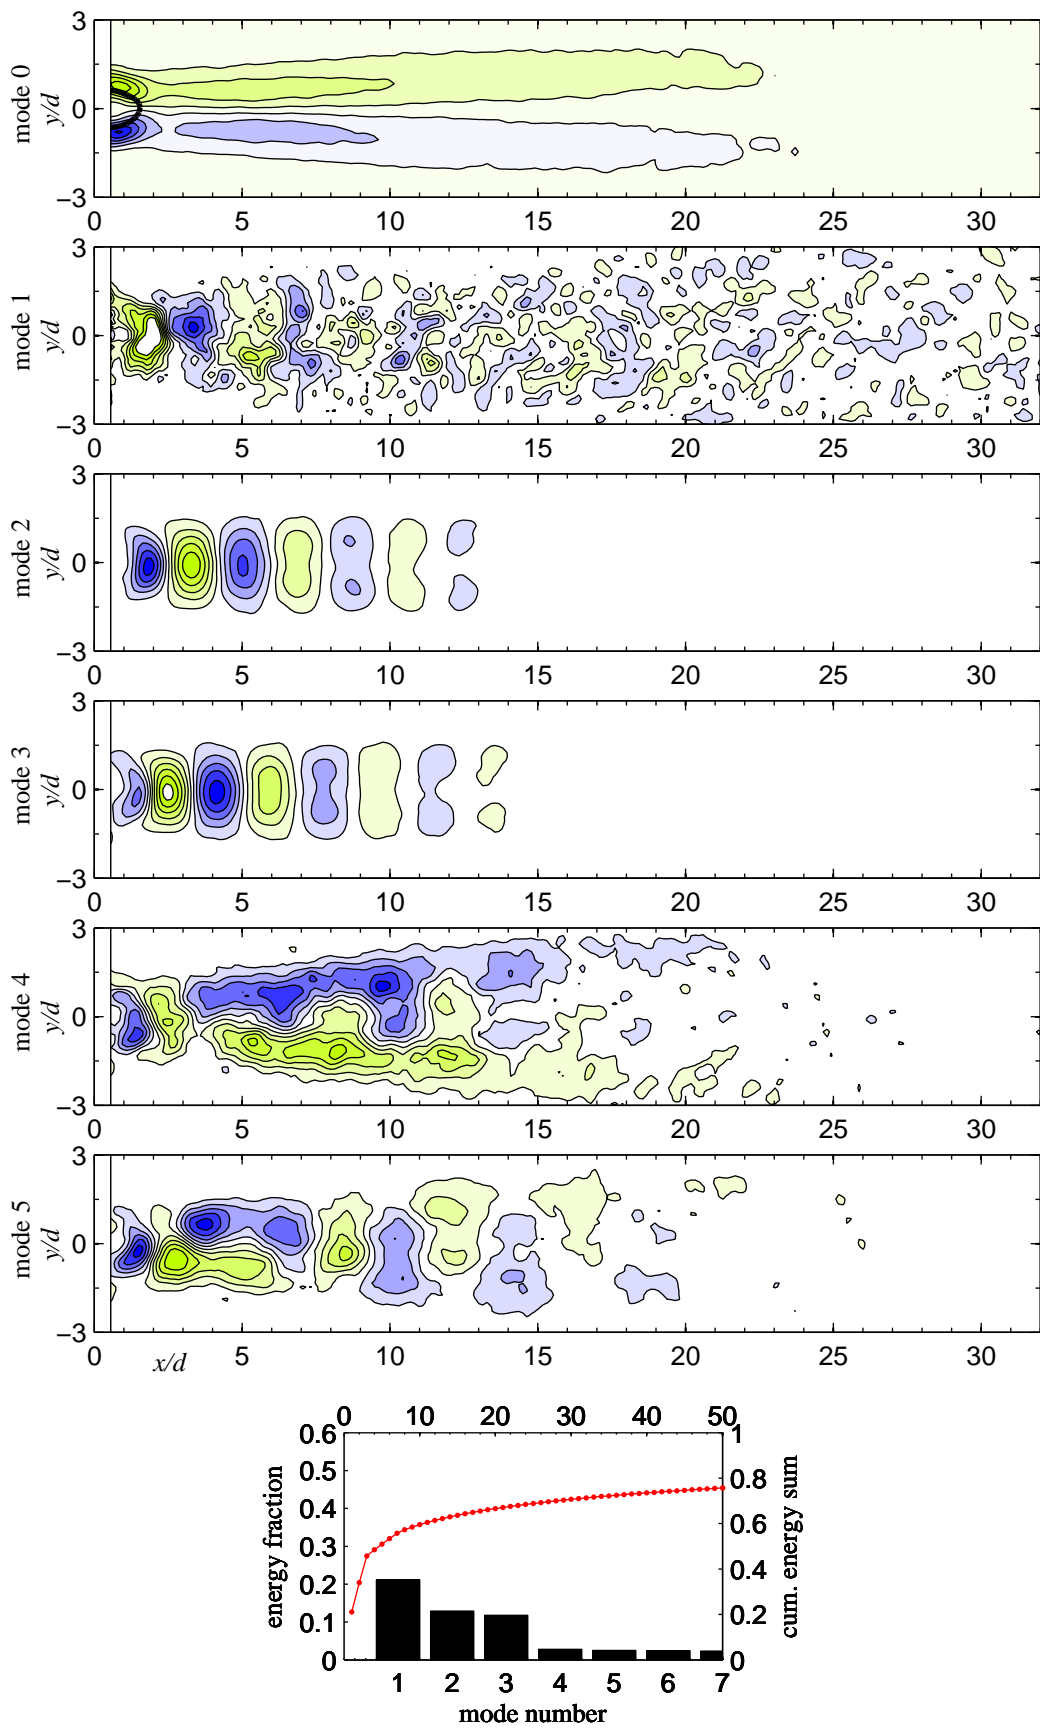 3
0
−3
mode 0
y/d
0 5 10 15 20 25 30
3
0
−3
mode 1
y/d
0 5 10 15 20 25 30
3
0
−3
mode 2
y/d
0 5 10 15 20 25 30
3
0
−3
mode 3
y/d
0 5 10 15 20 25 30
3
0
−3
mode 4
y/d
0 5 10 15 20 25 30
3
0
−3
mode 5
y/d
0 5 10 15 20 25 30
x/d
0 10 20 30 40 50
0.6
0.5
0.4
0.3
0.2
0.1
0
energy fraction
1
0.8
0.6
0.4
0.2
0
cum. energy sum
1 2 3 4 5 6 7
mode number